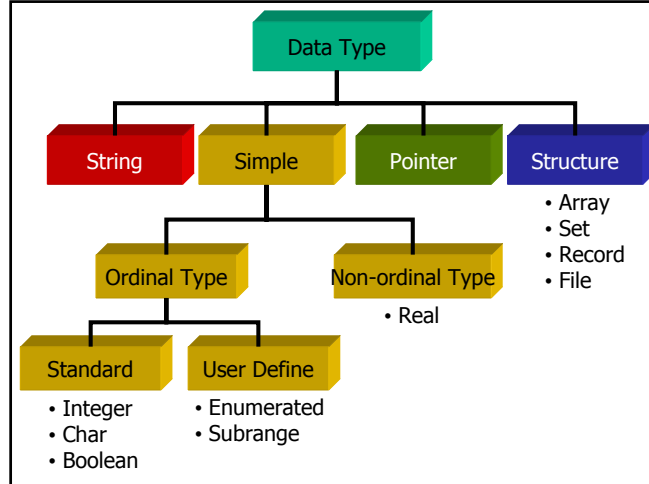 Data Type
String
Simple
Pointer
Structure
• Array
• Set
• Record
• File
Ordinal Type
Non-ordinal Type
• Real
Standard
User Define
• Integer
• Char
• Boolean
• Enumerated
• Subrange